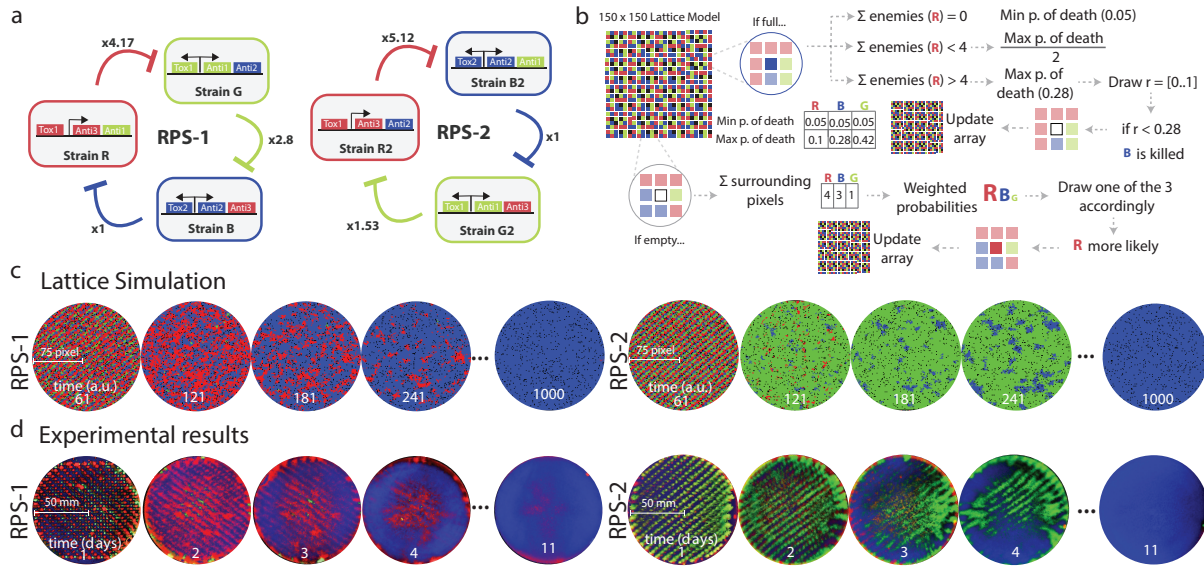 a
x4.17
Tox1 Anti1 Anti2
Strain G
Tox1 Anti3 Anti1
Strain R
RPS-1
x2.8
Tox2 Anti2 Anti3
Strain B
x1
x5.12
Tox2 Anti2 Anti1
Strain B2
Tox1 Anti3 Anti2
Strain R2
RPS-2
x1
Tox1 Anti1 Anti3
Strain G2
x1.53
b
150 x 150 Lattice Model
If full...
Σ enemies (R) = 0
Min p. of death (0.05)
Σ enemies (R) < 4
Max p. of death
2
Σ enemies (R) > 4
Max p. of
death
(0.28)
Draw r = [0..1]
if r < 0.28
B is killed
Update
array
R B G
Min p. of death 0.05 0.05 0.05
Max p. of death 0.1 0.28 0.42
If empty...
Σ surrounding
pixels
R B G
4 3 1
Weighted
probabilities
R B G
Draw one of the 3
accordingly
R more likely
Update
array
c Lattice Simulation
RPS-1
75 pixel
time (a.u.)
61
121
181
241
...
1000
RPS-2
75 pixel
time (a.u.)
61
121
181
241
...
1000
d Experimental results
RPS-1
50 mm
time (days)
1
2
3
4
...
11
RPS-2
50 mm
time (days)
1
2
3
4
...
11